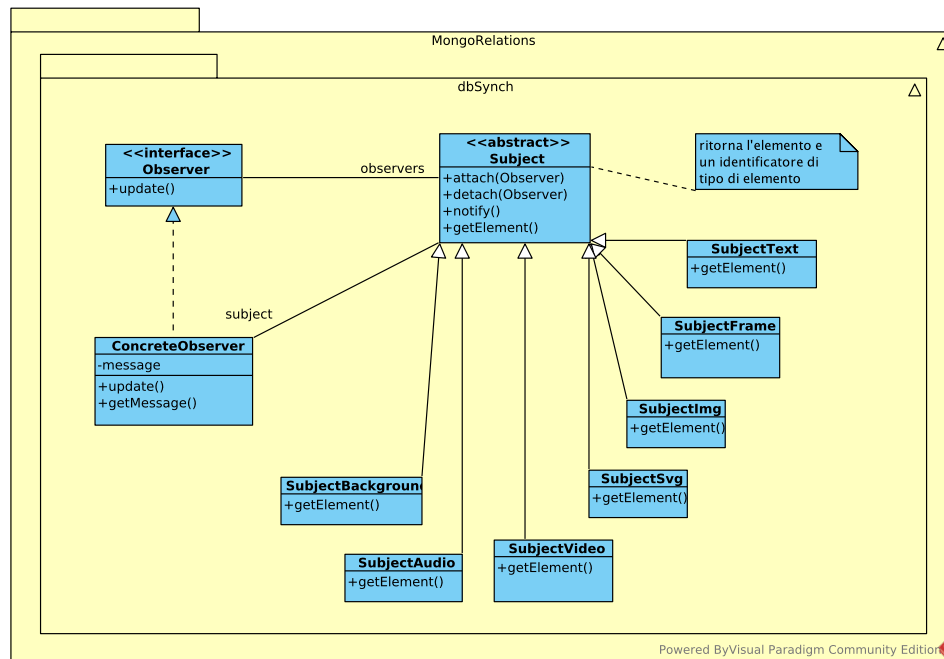 MongoRelations
dbSynch
<<interface>>
Observer
+update()
observers
<<abstract>>
Subject
+attach(Observer)
+detach(Observer)
+notify()
+getElement()
ritorna l'elemento e
un identificatore di
tipo di elemento
SubjectText
+getElement()
subject
ConcreteObserver
-message
+update()
+getMessage()
SubjectFrame
+getElement()
SubjectImg
+getElement()
SubjectBackground
+getElement()
SubjectSvg
+getElement()
SubjectAudio
+getElement()
SubjectVideo
+getElement()
Powered ByVisual Paradigm Community Edition